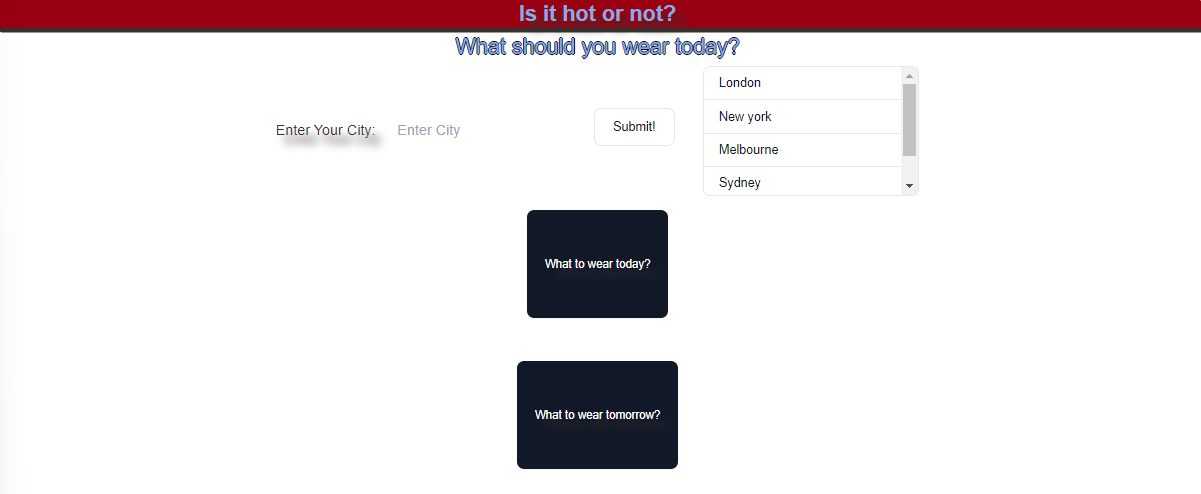 Is it hot or not?
What should you wear today?
Enter Your City: Enter City Submit!
London
New york
Melbourne
Sydney
What to wear today?
What to wear tomorrow?